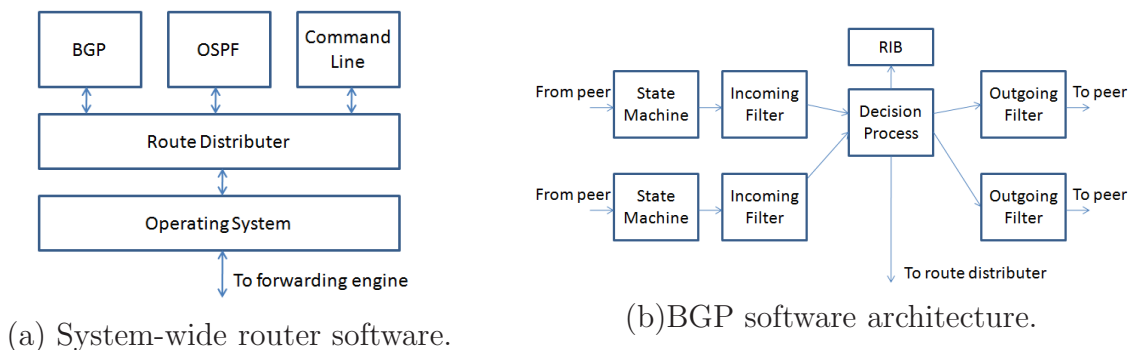 BGP
OSPF
Command
Line
Route Distributer
Operating System
To forwarding engine
(a) System-wide router software.
RIB
From peer
State
Machine
Incoming
Filter
Decision
Process
Outgoing
Filter
To peer
From peer
State
Machine
Incoming
Filter
Outgoing
Filter
To peer
To route distributer
(b)BGP software architecture.